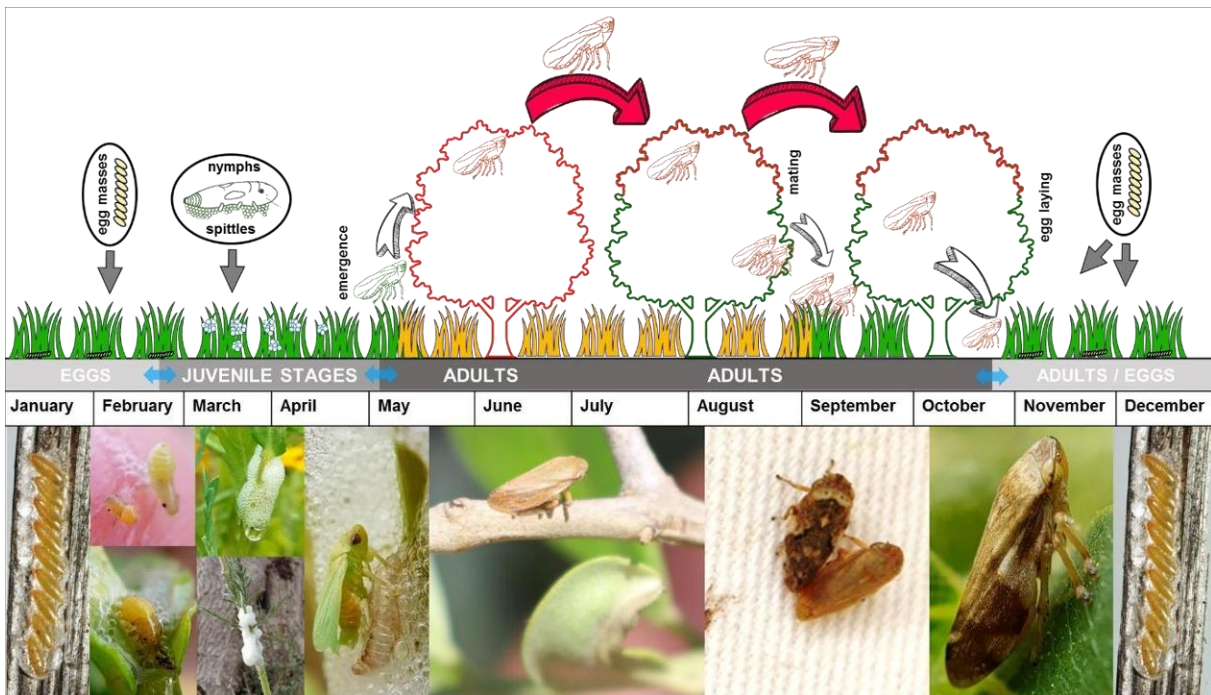 egg masses
nymphs
spittles
emergence
mating
egg laying
egg masses
EGGS
JUVENILE STAGES
ADULTS
ADULTS
ADULTS / EGGS
January
February
March
April
May
June
July
August
September
October
November
December